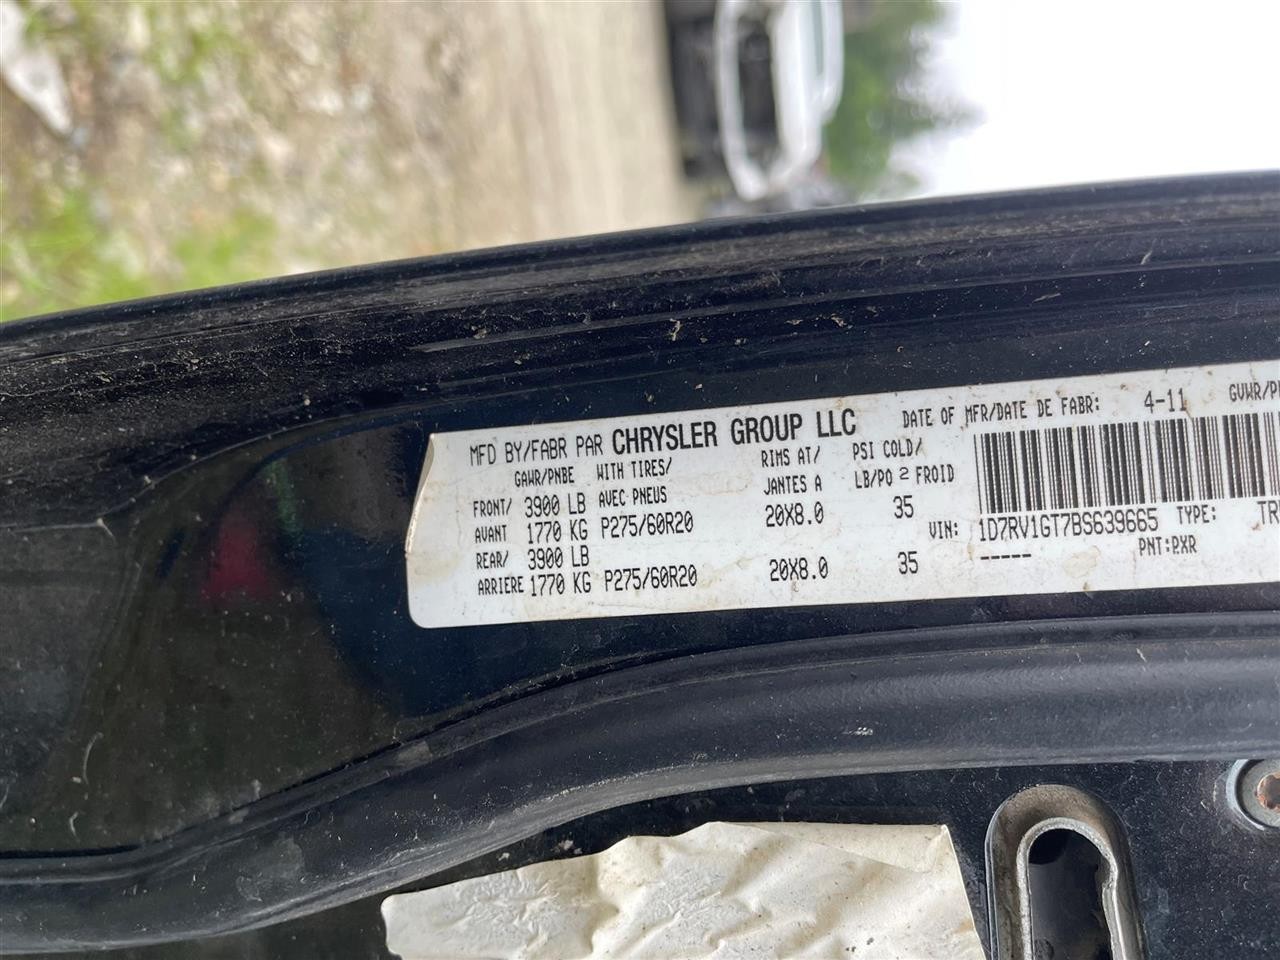 MFD BY/FABR PAR CHRYSLER GROUP LLC DATE OF MFR/DATE DE FABR: 4-11 GVWR/
GAWR/PNBE WITH TIRES/ RIMS AT/ PSI COLD/
FRONT/ 3900 LB AVEC PNEUS JANTES A LB/PO 2 FROID
AVANT 1770 KG P275/60R20 20X8.0 35 VIN: 1D7RV1GT7BS639665 TYPE:
REAR/ 3900 LB ----- PNT:PXR
ARRIERE 1770 KG P275/60R20 20X8.0 35